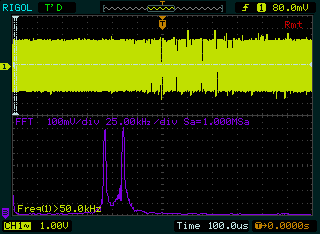 RIGOL T'D T 1 80.0mV
T
Rmt
1
FFT 100mV/div 25.00kHz/div Sa=1.000MSa
Freq(1)>50.0kHz
CH1 1.00V Time 100.0us T→0.0000s